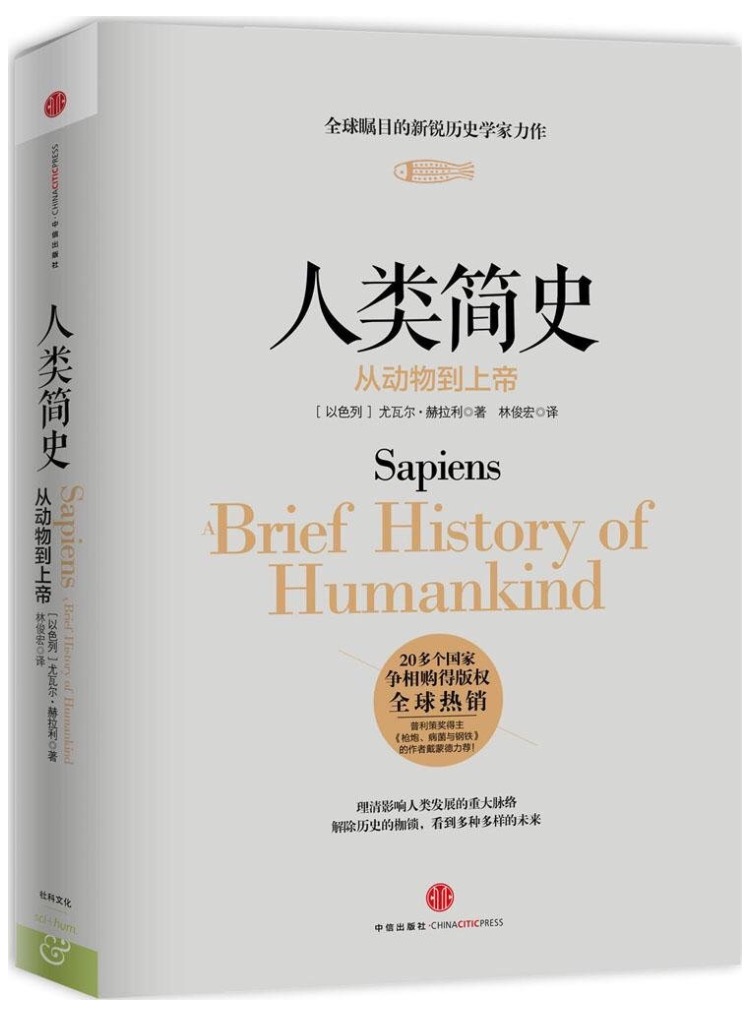 全球瞩目的新锐历史学家力作
人类简史
从动物到上帝
[以色列] 尤瓦尔·赫拉利◎著 林俊宏◎译
Sapiens
A Brief History of
Humankind
20多个国家
争相购得版权
全球热销
普利策奖得主
《枪炮、病菌与钢铁》
的作者戴蒙德力荐!
理清影响人类发展的重大脉络
解除历史的枷锁,看到多种多样的未来
中信出版社·CHINACITICPRESS
中信出版社·CHINACITICPRESS
人类简史
Sapiens
A Brief History of Humankind
从动物到上帝
[以色列] 尤瓦尔·赫拉利◎著
林俊宏◎译
社科文化
sci+hum
&